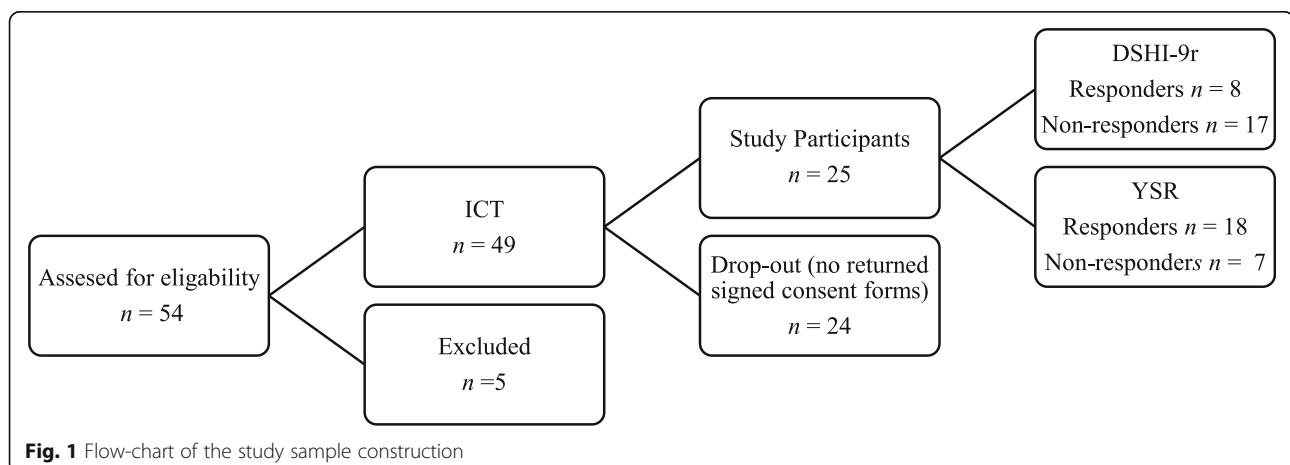 Assesed for eligability
n = 54
ICT
n = 49
Excluded
n =5
Study Participants
n = 25
Drop-out (no returned
signed consent forms)
n = 24
DSHI-9r
Responders n = 8
Non-responders n = 17
YSR
Responders n = 18
Non-responders n = 7
Fig. 1 Flow-chart of the study sample construction